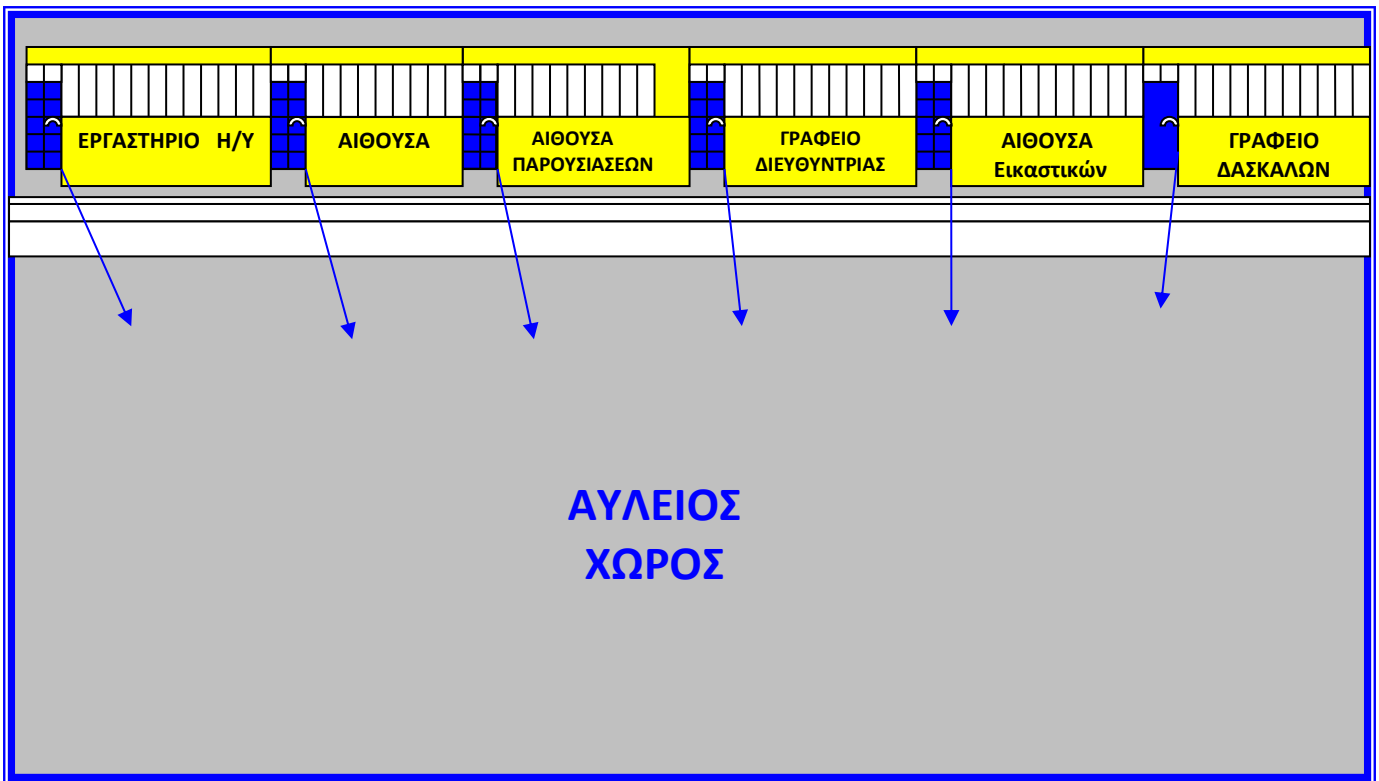 ΕΡΓΑΣΤΗΡΙΟ Η/Υ
ΑΙΘΟΥΣΑ
ΑΙΘΟΥΣΑ
ΠΑΡΟΥΣΙΑΣΕΩΝ
ΓΡΑΦΕΙΟ
ΔΙΕΥΘΥΝΤΡΙΑΣ
ΑΙΘΟΥΣΑ
Εικαστικών
ΓΡΑΦΕΙΟ
ΔΑΣΚΑΛΩΝ
ΑΥΛΕΙΟΣ
ΧΩΡΟΣ